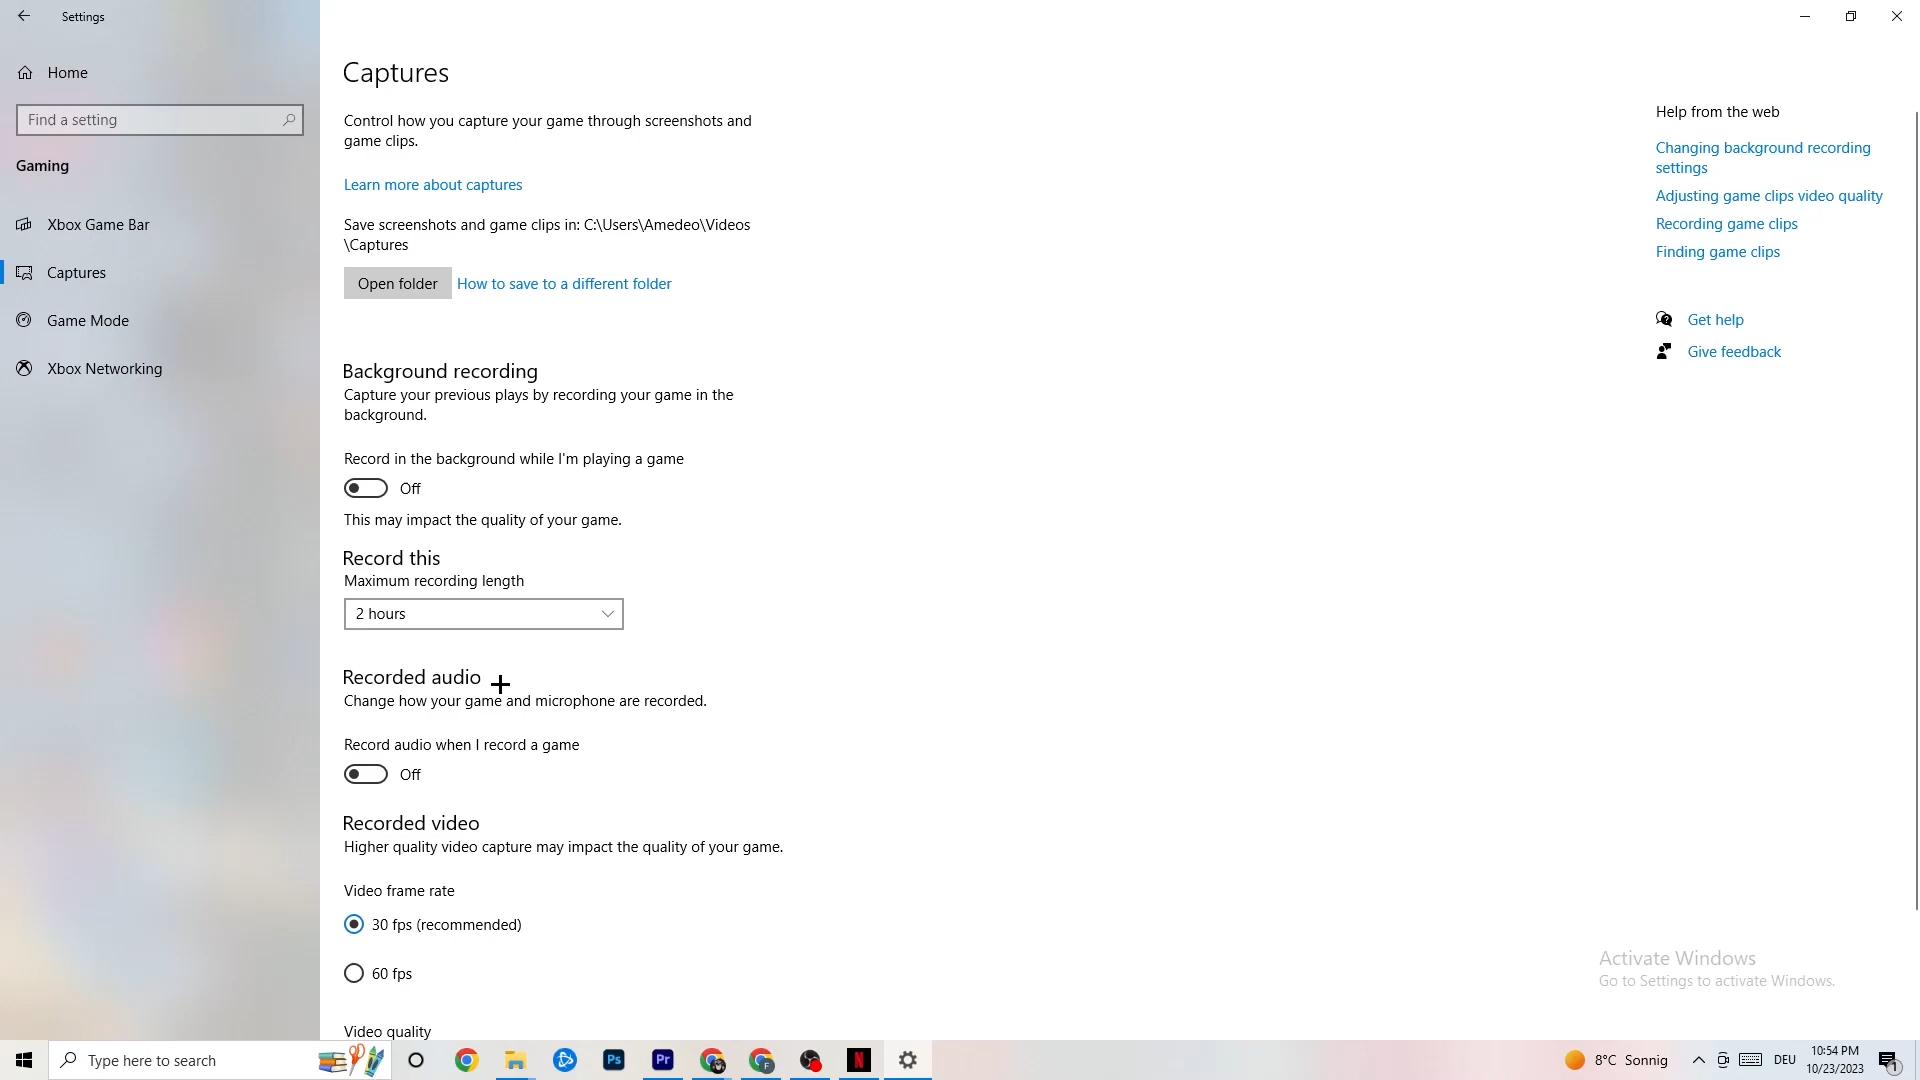 Settings
Home
Find a setting
Gaming
Xbox Game Bar
Captures
Game Mode
Xbox Networking
Captures
Control how you capture your game through screenshots and
game clips.
Learn more about captures
Save screenshots and game clips in: C:\Users\Amedeo\Videos
\Captures
Open folder
How to save to a different folder
Background recording
Capture your previous plays by recording your game in the
background.
Record in the background while I'm playing a game
Off
This may impact the quality of your game.
Record this
Maximum recording length
2 hours
Recorded audio
Change how your game and microphone are recorded.
Record audio when I record a game
Off
Recorded video
Higher quality video capture may impact the quality of your game.
Video frame rate
30 fps (recommended)
60 fps
Video quality
Help from the web
Changing background recording
settings
Adjusting game clips video quality
Recording game clips
Finding game clips
Get help
Give feedback
Activate Windows
Go to Settings to activate Windows.
Type here to search
Ps
Pr
F
N
8°C Sonnig
DEU
10:54 PM
10/23/2023
1